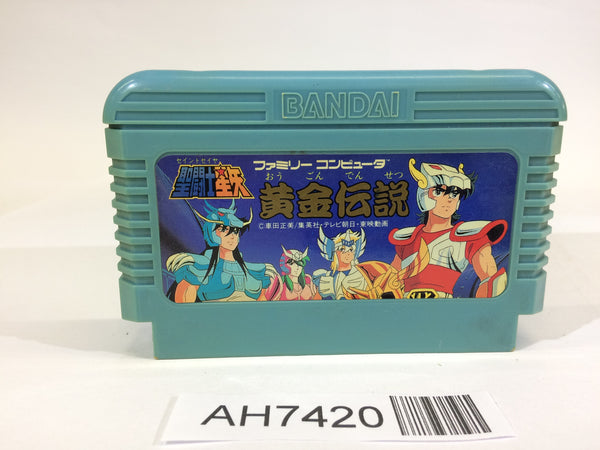 BANDAI
セイントセイヤ
聖闘士星矢
ファミリーコンピュータ™
おうごんでんせつ
黄金伝説
©車田正美/集英社・テレビ朝日・東映動画
AH7420